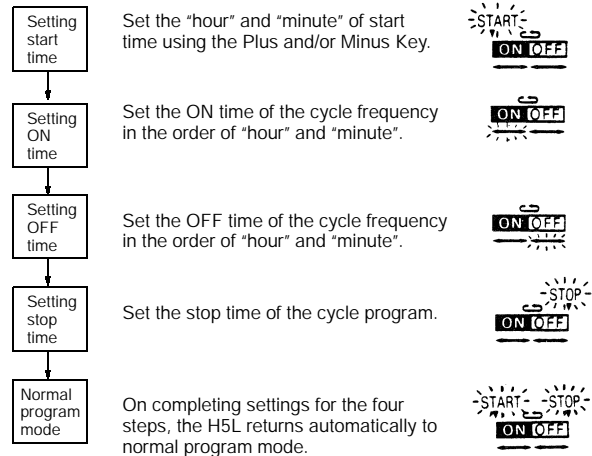 Setting
start
time
Set the "hour" and "minute" of start
time using the Plus and/or Minus Key.
START
ON OFF
Setting
ON
time
Set the ON time of the cycle frequency
in the order of "hour" and "minute".
ON OFF
Setting
OFF
time
Set the OFF time of the cycle frequency
in the order of "hour" and "minute".
ON OFF
Setting
stop
time
Set the stop time of the cycle program.
STOP
ON OFF
Normal
program
mode
On completing settings for the four
steps, the H5L returns automatically to
normal program mode.
START STOP
ON OFF